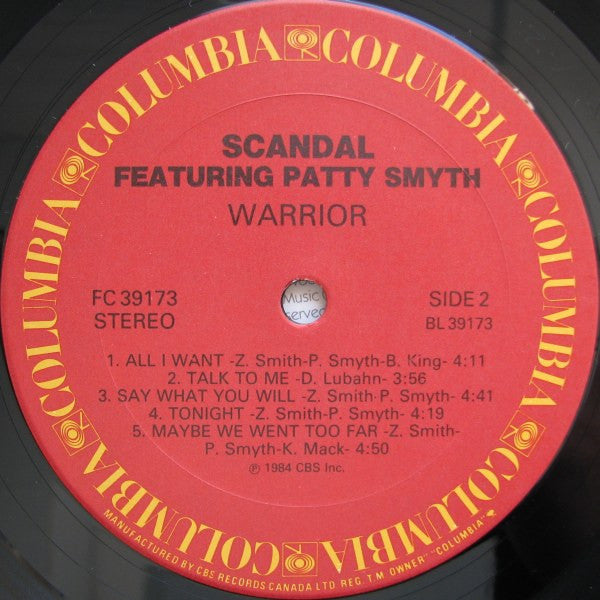 COLUMBIA COLUMBIA COLUMBIA COLUMBIA COLUMBIA COLUMBIA
SCANDAL
FEATURING PATTY SMYTH
WARRIOR
FC 39173
STEREO
SIDE 2
BL 39173
Music
1. ALL I WANT -Z. Smith-P. Smyth-B. King- 4:11
2. TALK TO ME -D. Lubahn- 3:56
3. SAY WHAT YOU WILL -Z. Smith-P. Smyth- 4:41
4. TONIGHT -Z. Smith-P. Smyth- 4:19
5. MAYBE WE WENT TOO FAR -Z. Smith-
P. Smyth-K. Mack- 4:50
℗ 1984 CBS Inc.
MANUFACTURED BY CBS RECORDS CANADA LTD REG. T.M OWNER "COLUMBIA"